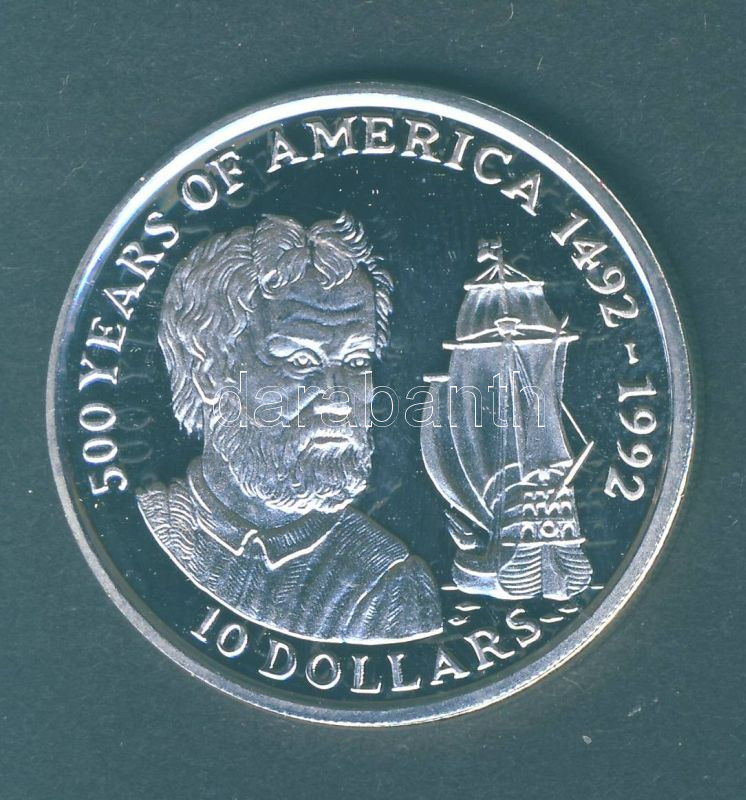 500 YEARS OF AMERICA 1492-1992
darabanth
10 DOLLARS